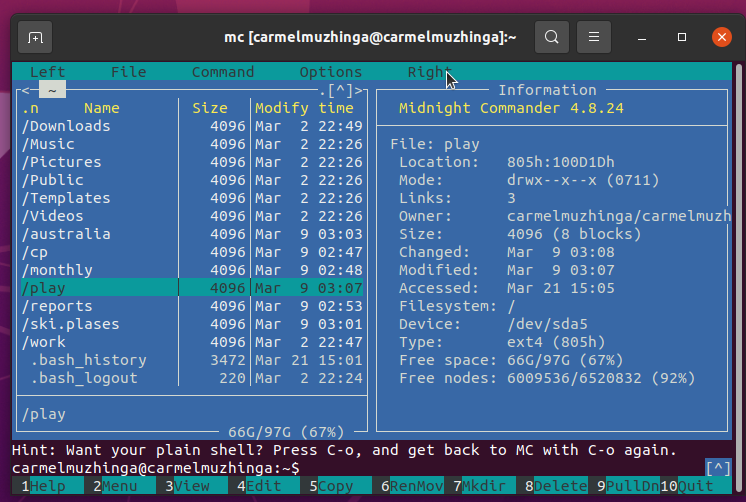 mc [carmelmuzhinga@carmelmuzhinga]:~
Left File Command Options Right
<─ ~ .[^]>
.n Name Size Modify time
/Downloads 4096 Mar 2 22:49
/Music 4096 Mar 2 22:26
/Pictures 4096 Mar 2 22:26
/Public 4096 Mar 2 22:26
/Templates 4096 Mar 2 22:26
/Videos 4096 Mar 2 22:26
/australia 4096 Mar 9 03:03
/cp 4096 Mar 9 02:47
/monthly 4096 Mar 9 02:48
/play 4096 Mar 9 03:07
/reports 4096 Mar 9 02:53
/ski.plases 4096 Mar 9 03:01
/work 4096 Mar 2 22:47
.bash_history 3472 Mar 21 15:01
.bash_logout 220 Mar 2 22:24
/play
66G/97G (67%)
Information
Midnight Commander 4.8.24
File: play
Location: 805h:100D1Dh
Mode: drwx--x--x (0711)
Links: 3
Owner: carmelmuzhinga/carmelmuzh
Size: 4096 (8 blocks)
Changed: Mar 9 03:08
Modified: Mar 9 03:07
Accessed: Mar 21 15:05
Filesystem: /
Device: /dev/sda5
Type: ext4 (805h)
Free space: 66G/97G (67%)
Free nodes: 6009536/6520832 (92%)
Hint: Want your plain shell? Press C-o, and get back to MC with C-o again.
carmelmuzhinga@carmelmuzhinga:~$ [^]
1Help 2Menu 3View 4Edit 5Copy 6RenMov 7Mkdir 8Delete 9PullDn 10Quit